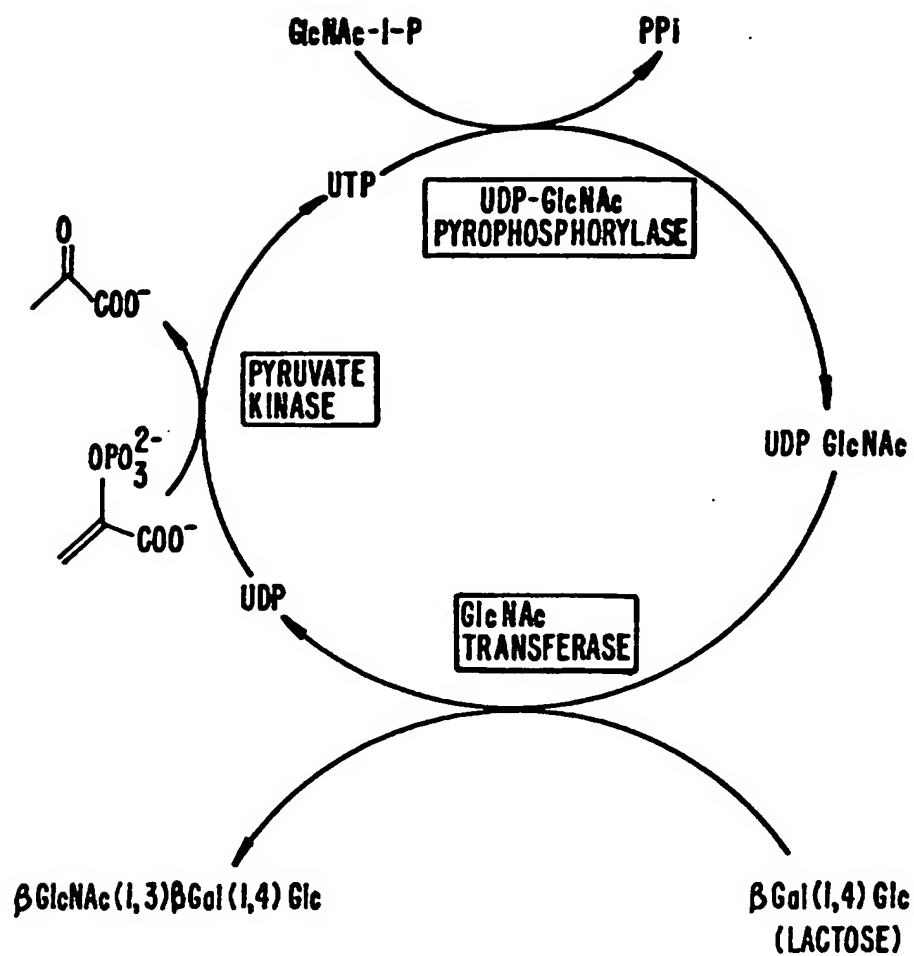 GlcNAc-1-P
PPi
UTP
UDP-GlcNAc
PYROPHOSPHORYLASE
O
COO⁻
PYRUVATE
KINASE
OPO₃²⁻
COO⁻
UDP GlcNAc
UDP
GlcNAc
TRANSFERASE
βGlcNAc(1,3)βGal(1,4) Glc
βGal(1,4) Glc
(LACTOSE)